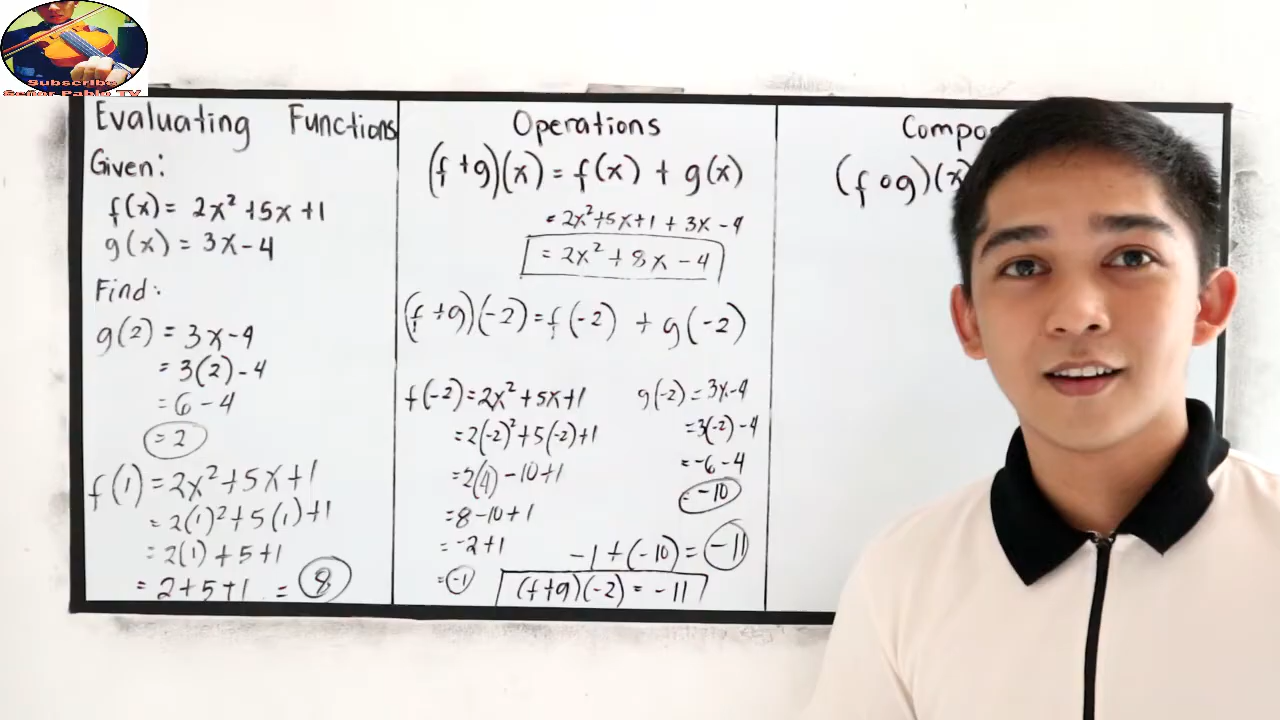 Subscribe
Señor Pablo TV
Evaluating Functions
Given:
f(x) = 2x² + 5x + 1
g(x) = 3x - 4
Find:
g(2) = 3x - 4
= 3(2) - 4
= 6 - 4
= 2
f(1) = 2x² + 5x + 1
= 2(1)² + 5(1) + 1
= 2(1) + 5 + 1
= 2 + 5 + 1 = 8
Operations
(f + g)(x) = f(x) + g(x)
= 2x² + 5x + 1 + 3x - 4
= 2x² + 8x - 4
(f + g)(-2) = f(-2) + g(-2)
f(-2) = 2x² + 5x + 1
= 2(-2)² + 5(-2) + 1
= 2(4) - 10 + 1
= 8 - 10 + 1
= -2 + 1
= -1
g(-2) = 3x - 4
= 3(-2) - 4
= -6 - 4
= -10
-1 + (-10) = -11
(f + g)(-2) = -11
(f ∘ g)(x)